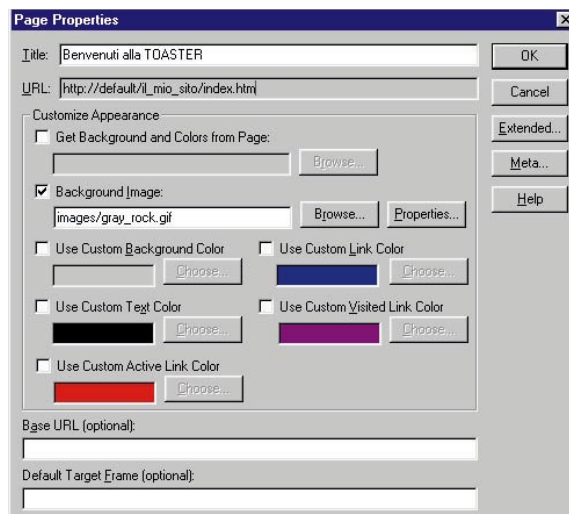 Page Properties
Title: Benvenuti alla TOASTER
OK
URL: http://default/il_mio_sito/index.htm
Cancel
Customize Appearance
Get Background and Colors from Page:
Extended...
Browse...
Meta...
Background Image:
Help
images/gray_rock.gif
Browse...
Properties...
Use Custom Background Color
Use Custom Link Color
Choose...
Choose...
Use Custom Text Color
Use Custom Visited Link Color
Choose...
Choose...
Use Custom Active Link Color
Choose...
Base URL (optional):
Default Target Frame (optional):